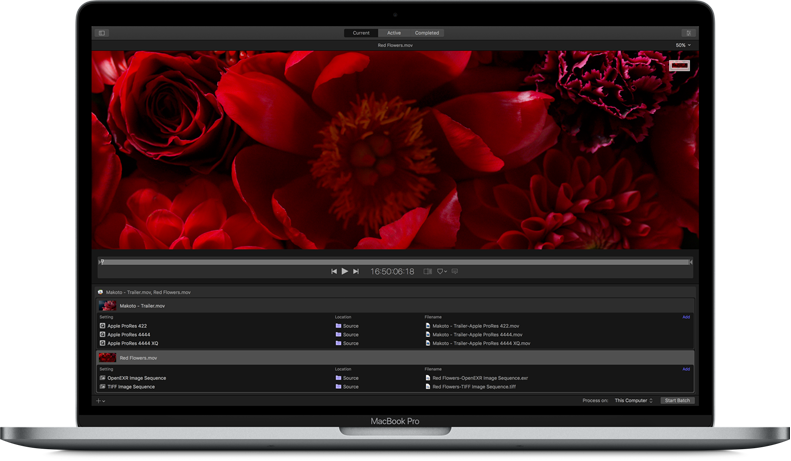 Current Active Completed
Red Flowers.mov 50%
16:50:06:18
Makoto - Trailer.mov, Red Flowers.mov
Makoto - Trailer.mov
Setting Location Filename Add
Apple ProRes 422 Source Makoto - Trailer-Apple ProRes 422.mov
Apple ProRes 4444 Source Makoto - Trailer-Apple ProRes 4444.mov
Apple ProRes 4444 XQ Source Makoto - Trailer-Apple ProRes 4444 XQ.mov
Red Flowers.mov
Setting Location Filename Add
OpenEXR Image Sequence Source Red Flowers-OpenEXR Image Sequence.exr
TIFF Image Sequence Source Red Flowers-TIFF Image Sequence.tiff
Process on: This Computer Start Batch
MacBook Pro